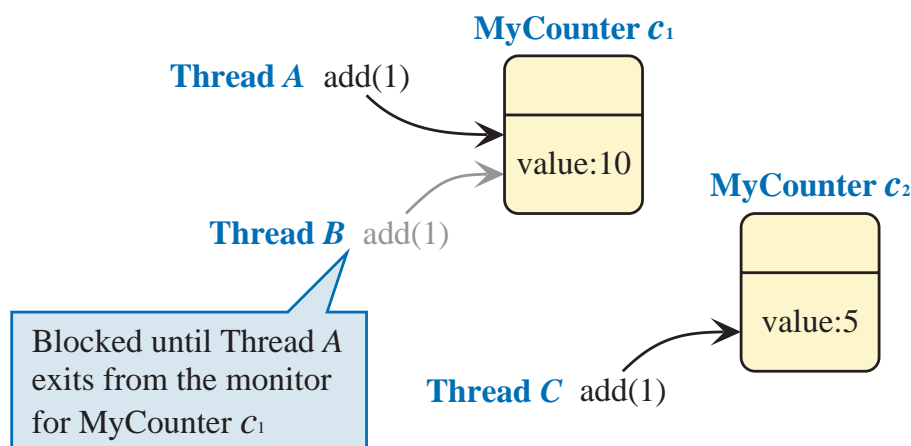 MyCounter c₁
Thread A add(1)
value:10
MyCounter c₂
Thread B add(1)
value:5
Blocked until Thread A
exits from the monitor
for MyCounter c₁
Thread C add(1)